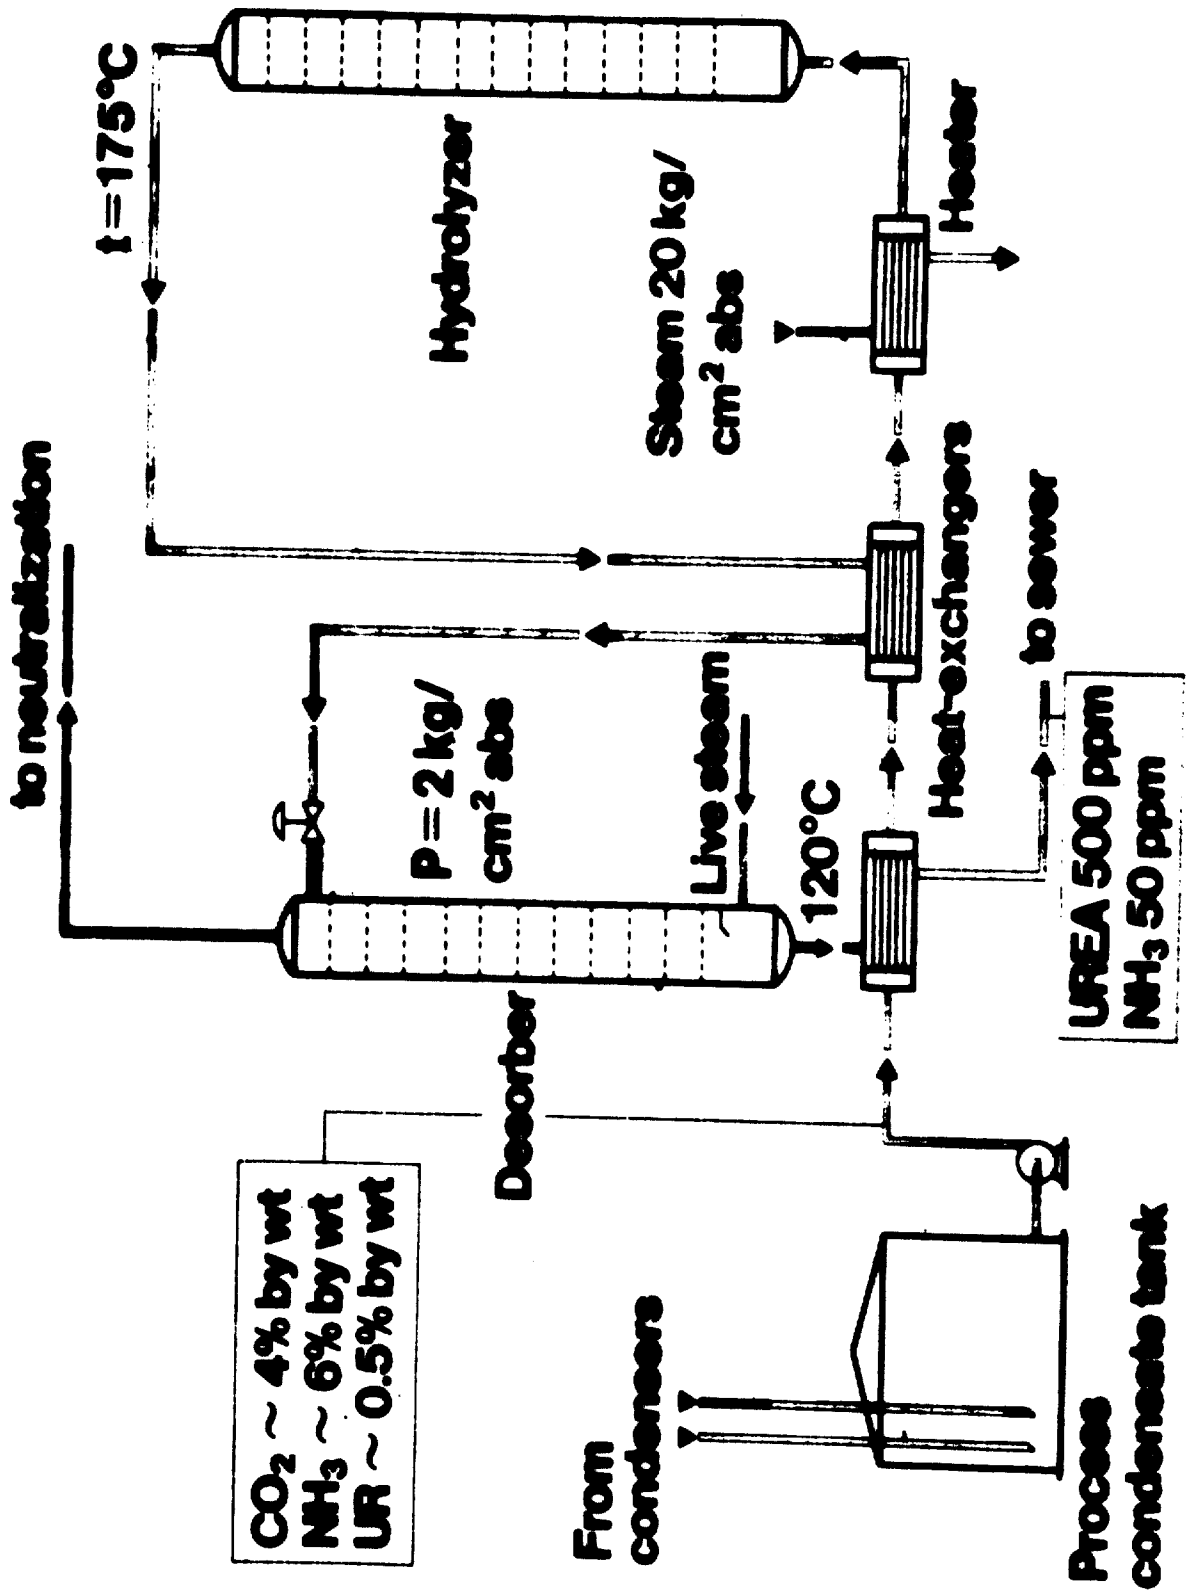 to neutralization
t=175°C
CO₂ ~ 4% by wt
NH₃ ~ 6% by wt
UR ~ 0.5% by wt
Desorber
P=2 kg/
cm² abs
Hydrolyzer
Live steam
120°C
Steam 20 kg/
cm² abs
From
condensers
Heat-exchangers
Heater
to sewer
UREA 500 ppm
NH₃ 50 ppm
Process
condensate tank